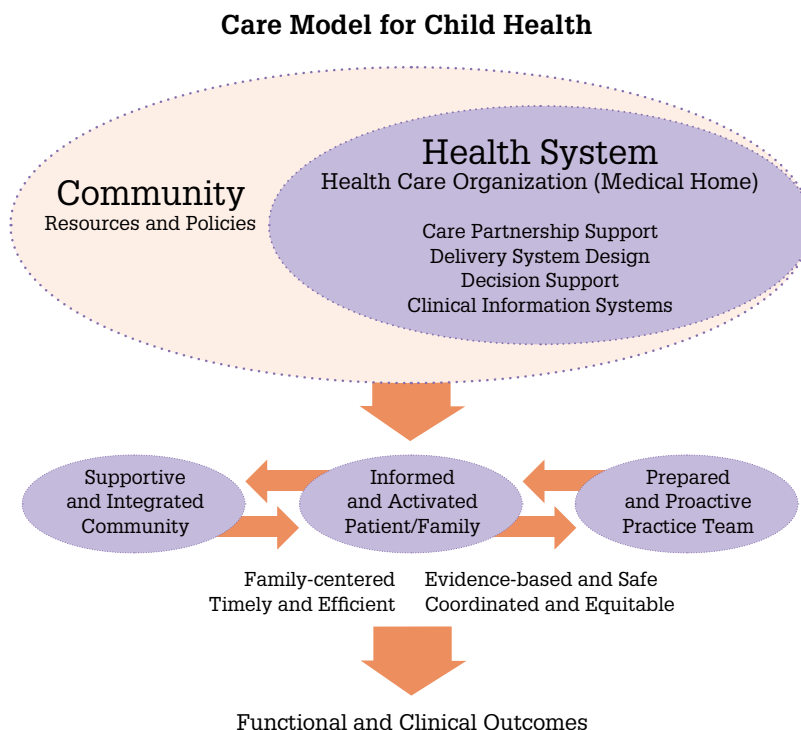 Care Model for Child Health
Health System
Health Care Organization (Medical Home)
Community
Resources and Policies
Care Partnership Support
Delivery System Design
Decision Support
Clinical Information Systems
Supportive
and Integrated
Community
Informed
and Activated
Patient/Family
Prepared
and Proactive
Practice Team
Family-centered
Timely and Efficient
Evidence-based and Safe
Coordinated and Equitable
Functional and Clinical Outcomes